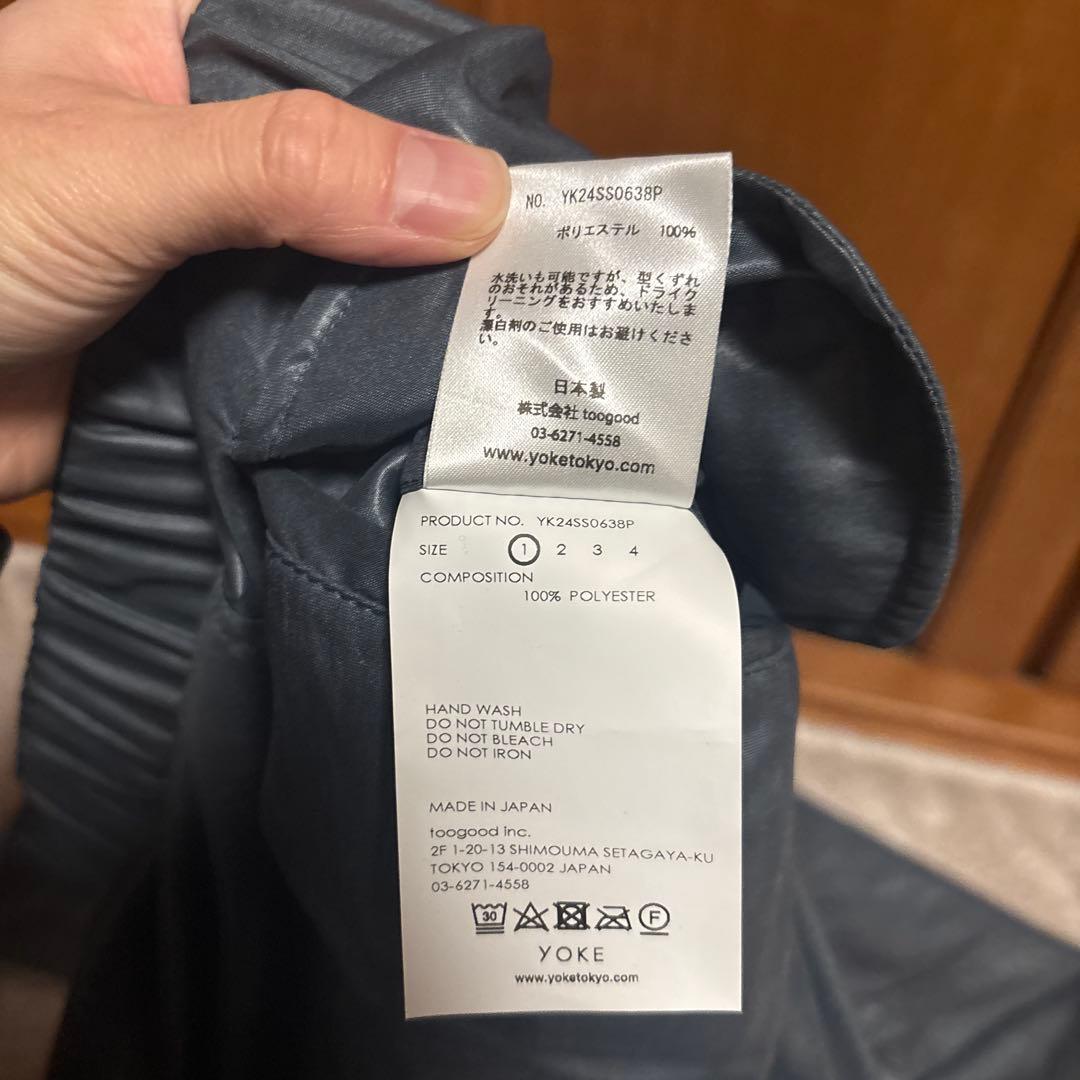 NO. YK24SS0638P
ポリエステル 100%
水洗いも可能ですが、型くずれ
のおそれがあるため、ドライク
リーニングをおすすめいたしま
す。
漂白剤のご使用はお避けくださ
い。
日本製
株式会社 toogood
03-6271-4558
www.yoketokyo.com
PRODUCT NO. YK24SS0638P
SIZE 1 2 3 4
COMPOSITION
100% POLYESTER
HAND WASH
DO NOT TUMBLE DRY
DO NOT BLEACH
DO NOT IRON
MADE IN JAPAN
toogood inc.
2F 1-20-13 SHIMOUMA SETAGAYA-KU
TOKYO 154-0002 JAPAN
03-6271-4558
30 F
YOKE
www.yoketokyo.com